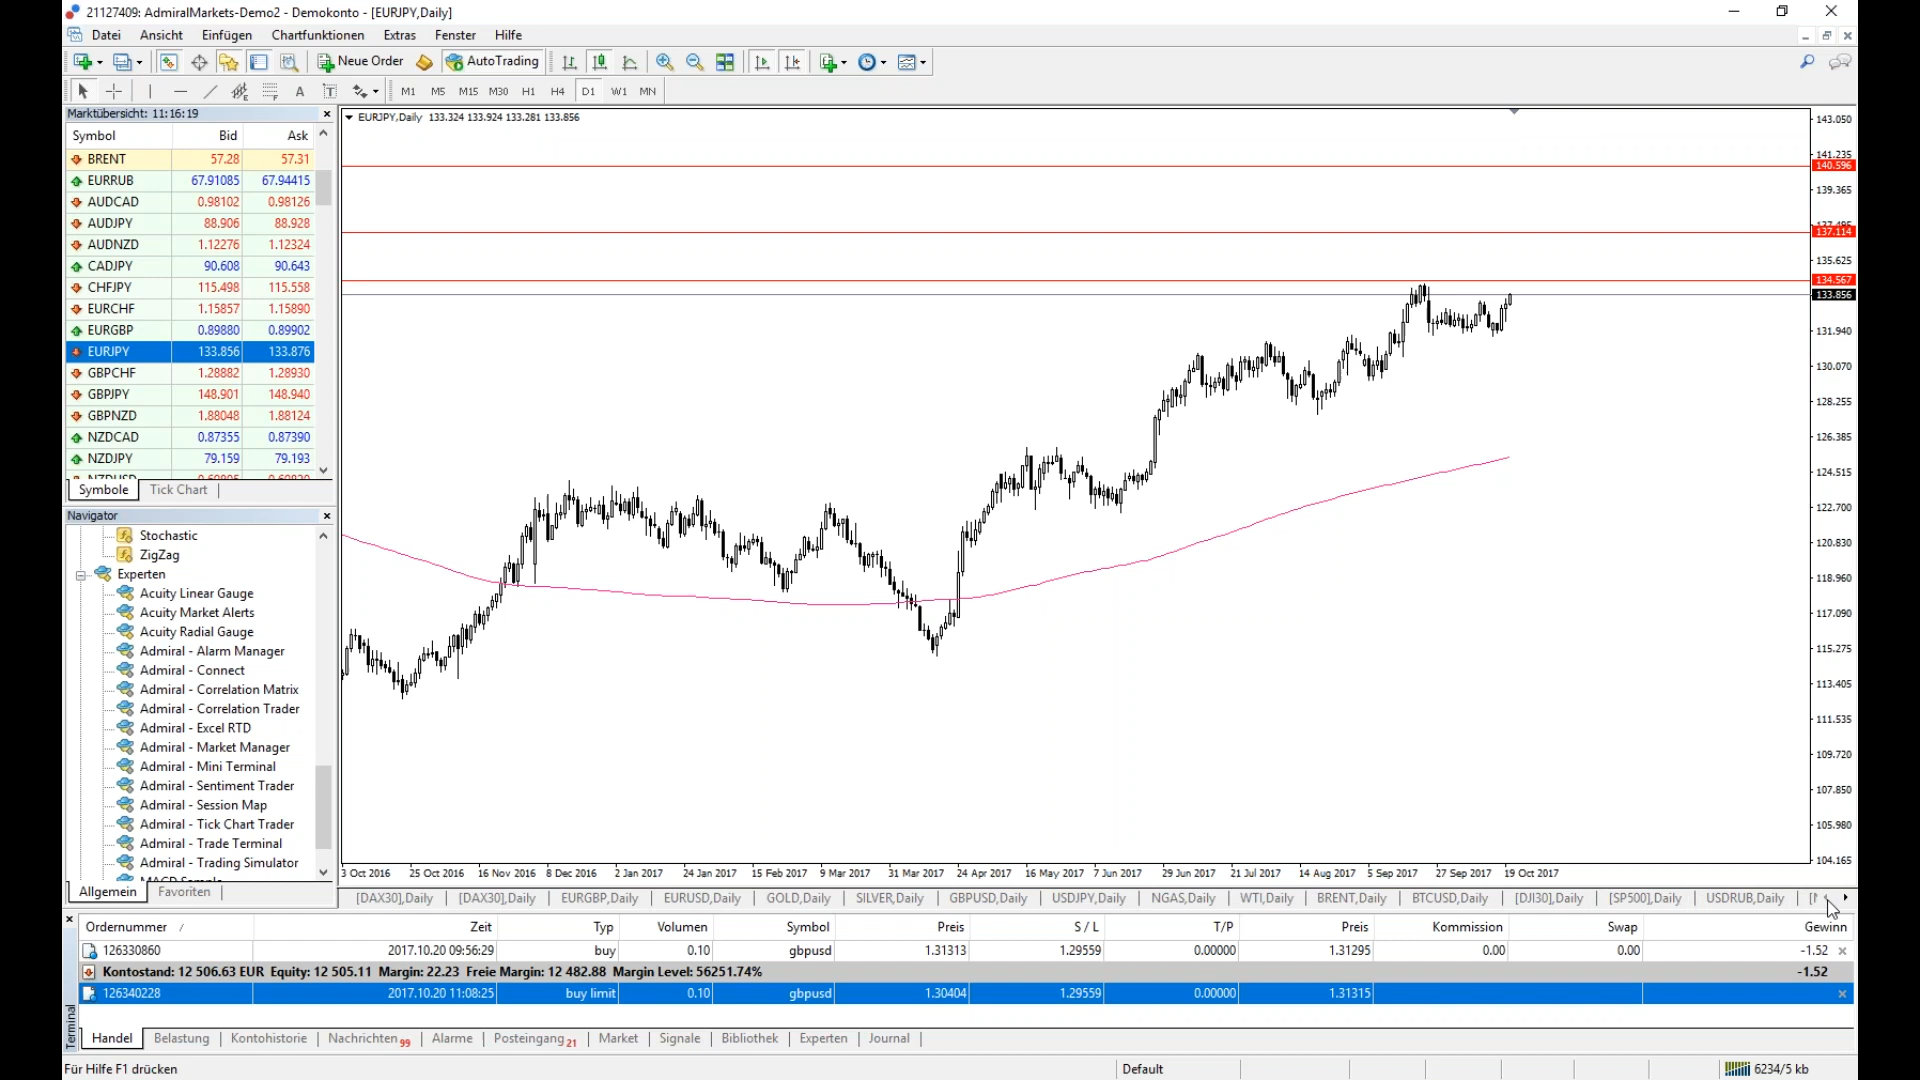 21127409: AdmiralMarkets-Demo2 - Demokonto - [EURJPY,Daily]
Datei Ansicht Einfügen Chartfunktionen Extras Fenster Hilfe
Neue Order AutoTrading
A T M1 M5 M15 M30 H1 H4 D1 W1 MN
Marktübersicht: 11:16:19
Symbol Bid Ask
BRENT 57.28 57.31
EURRUB 67.91085 67.94415
AUDCAD 0.98102 0.98126
AUDJPY 88.906 88.928
AUDNZD 1.12276 1.12324
CADJPY 90.608 90.643
CHFJPY 115.498 115.558
EURCHF 1.15857 1.15890
EURGBP 0.89880 0.89902
EURJPY 133.856 133.876
GBPCHF 1.28882 1.28930
GBPJPY 148.901 148.940
GBPNZD 1.88048 1.88124
NZDCAD 0.87355 0.87390
NZDJPY 79.159 79.193
Symbole Tick Chart
Navigator
Stochastic
ZigZag
Experten
Acuity Linear Gauge
Acuity Market Alerts
Acuity Radial Gauge
Admiral - Alarm Manager
Admiral - Connect
Admiral - Correlation Matrix
Admiral - Correlation Trader
Admiral - Excel RTD
Admiral - Market Manager
Admiral - Mini Terminal
Admiral - Sentiment Trader
Admiral - Session Map
Admiral - Tick Chart Trader
Admiral - Trade Terminal
Admiral - Trading Simulator
Allgemein Favoriten
EURJPY,Daily 133.324 133.924 133.281 133.856
143.050
141.235
140.596
139.365
137.114
135.625
134.567
133.856
131.940
130.070
128.255
126.385
124.515
122.700
120.830
118.960
117.090
115.275
113.405
111.535
109.720
107.850
105.980
104.165
3 Oct 2016 25 Oct 2016 16 Nov 2016 8 Dec 2016 2 Jan 2017 24 Jan 2017 15 Feb 2017 9 Mar 2017 31 Mar 2017 24 Apr 2017 16 May 2017 7 Jun 2017 29 Jun 2017 21 Jul 2017 14 Aug 2017 5 Sep 2017 27 Sep 2017 19 Oct 2017
[DAX30],Daily [DAX30],Daily EURGBP,Daily EURUSD,Daily GOLD,Daily SILVER,Daily GBPUSD,Daily USDJPY,Daily NGAS,Daily WTI,Daily BRENT,Daily BTCUSD,Daily [DJI30],Daily [SP500],Daily USDRUB,Daily
Ordernummer Zeit Typ Volumen Symbol Preis S / L T/P Preis Kommission Swap Gewinn
126330860 2017.10.20 09:56:29 buy 0.10 gbpusd 1.31313 1.29559 0.00000 1.31295 0.00 0.00 -1.52
Kontostand: 12 506.63 EUR Equity: 12 505.11 Margin: 22.23 Freie Margin: 12 482.88 Margin Level: 56251.74% -1.52
126340228 2017.10.20 11:08:25 buy limit 0.10 gbpusd 1.30404 1.29559 0.00000 1.31315
Terminal
Handel Belastung Kontohistorie Nachrichten 99 Alarme Posteingang 21 Market Signale Bibliothek Experten Journal
Für Hilfe F1 drücken Default 6234/5 kb